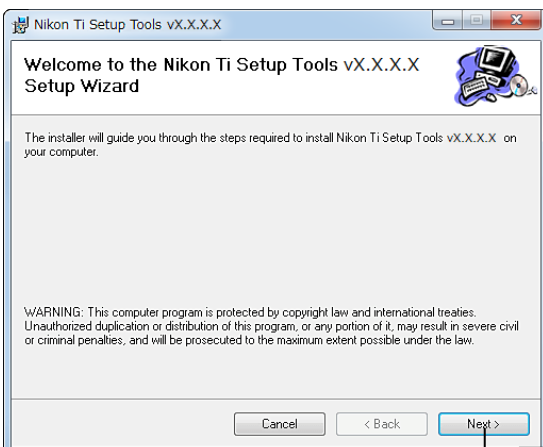 Nikon Ti Setup Tools vX.X.X.X
Welcome to the Nikon Ti Setup Tools vX.X.X.X
Setup Wizard
The installer will guide you through the steps required to install Nikon Ti Setup Tools vX.X.X.X on
your computer.
WARNING: This computer program is protected by copyright law and international treaties.
Unauthorized duplication or distribution of this program, or any portion of it, may result in severe civil
or criminal penalties, and will be prosecuted to the maximum extent possible under the law.
Cancel < Back Next >